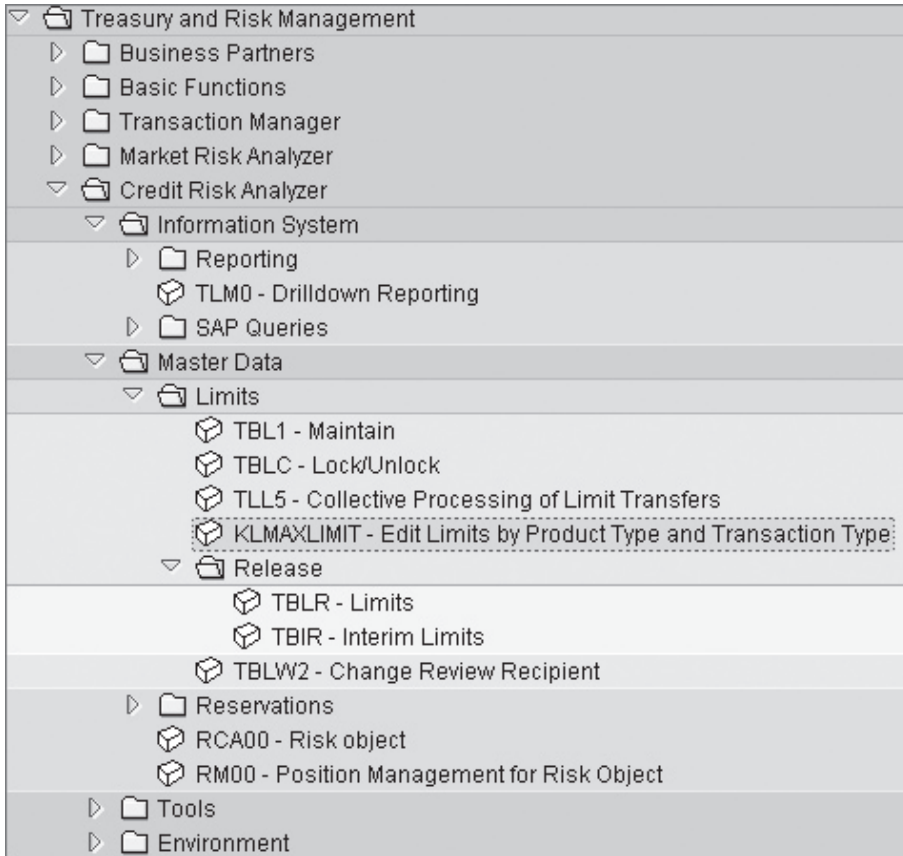 Treasury and Risk Management
Business Partners
Basic Functions
Transaction Manager
Market Risk Analyzer
Credit Risk Analyzer
Information System
Reporting
TLM0 - Drilldown Reporting
SAP Queries
Master Data
Limits
TBL1 - Maintain
TBLC - Lock/Unlock
TLL5 - Collective Processing of Limit Transfers
KLMAXLIMIT - Edit Limits by Product Type and Transaction Type
Release
TBLR - Limits
TBIR - Interim Limits
TBLW2 - Change Review Recipient
Reservations
RCA00 - Risk object
RM00 - Position Management for Risk Object
Tools
Environment